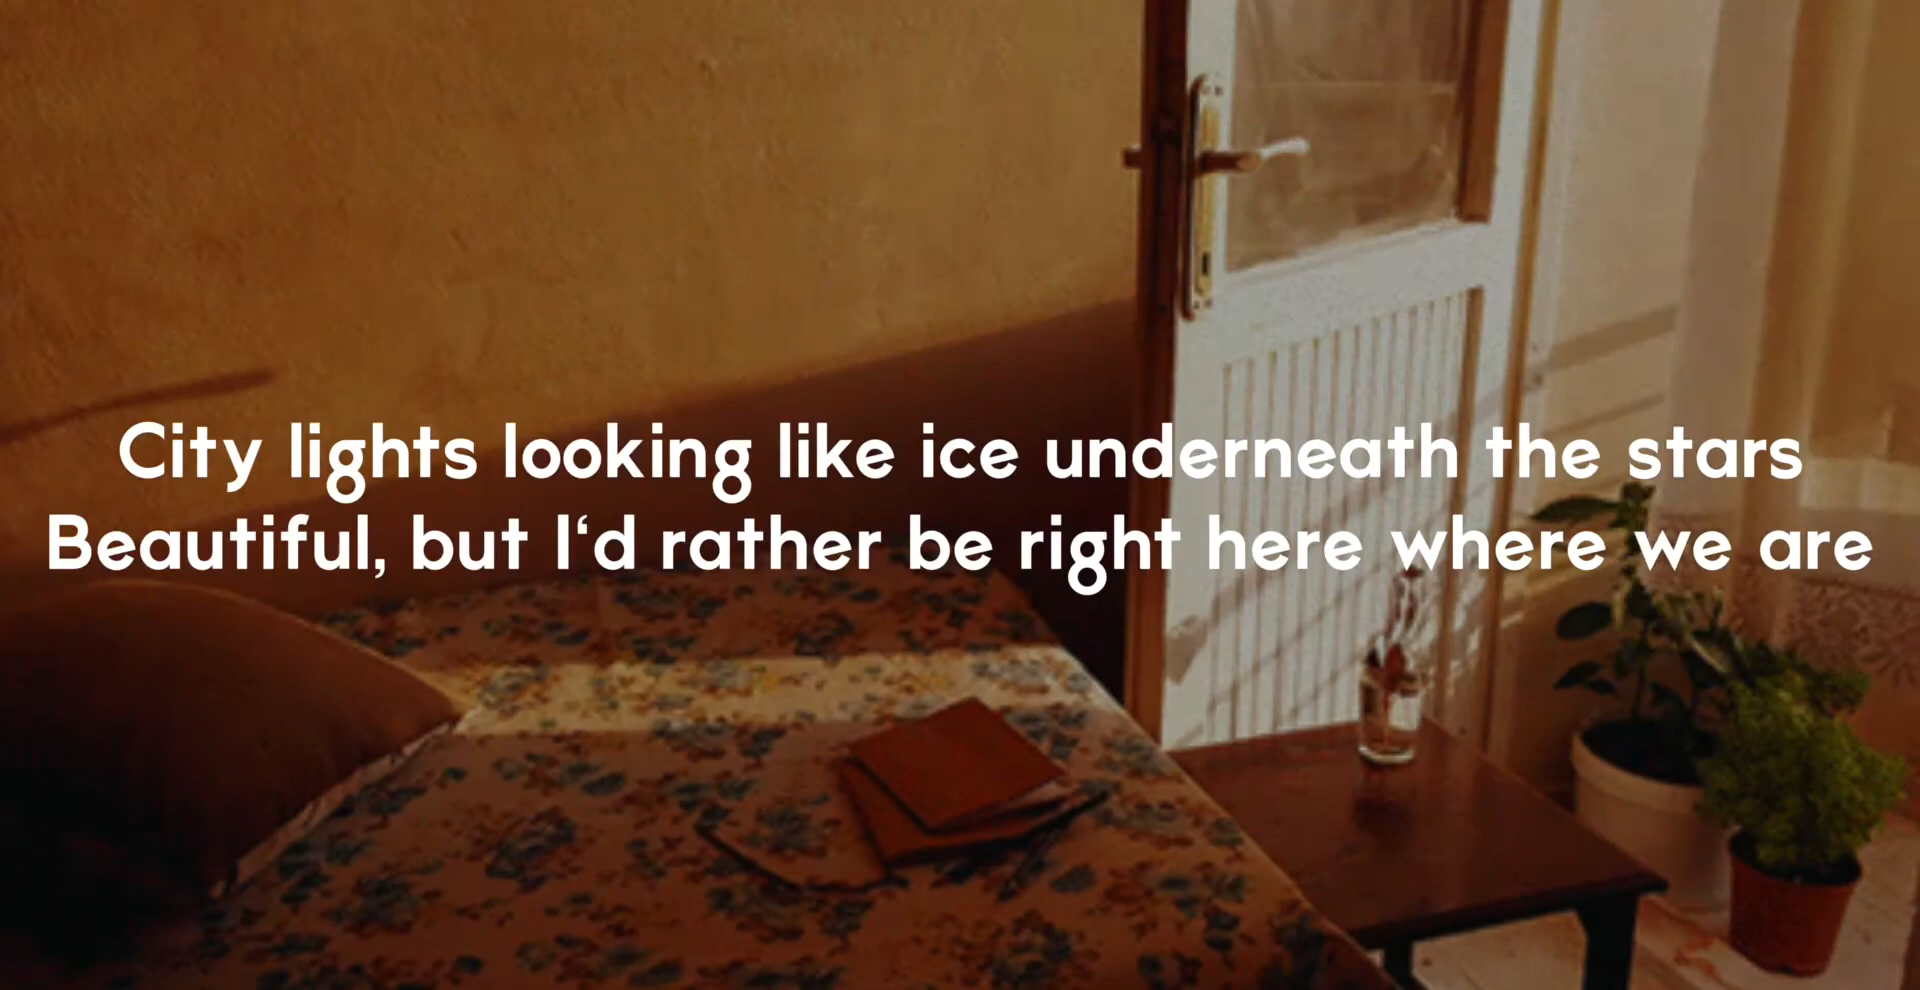 City lights looking like ice underneath the stars
Beautiful, but I‘d rather be right here where we are